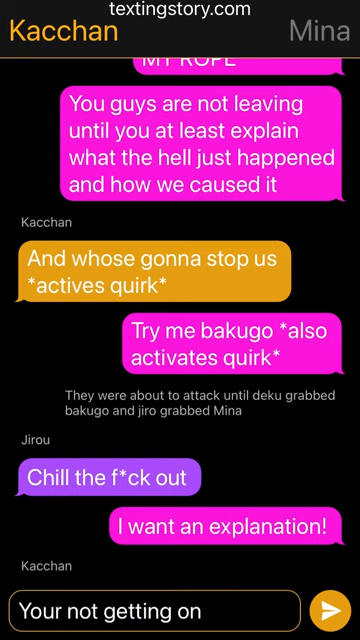 textingstory.com
Kacchan
Mina
MY ROPE
You guys are not leaving
until you at least explain
what the hell just happened
and how we caused it
Kacchan
And whose gonna stop us
*actives quirk*
Try me bakugo *also
activates quirk*
They were about to attack until deku grabbed
bakugo and jiro grabbed Mina
Jirou
Chill the f*ck out
I want an explanation!
Kacchan
Your not getting on